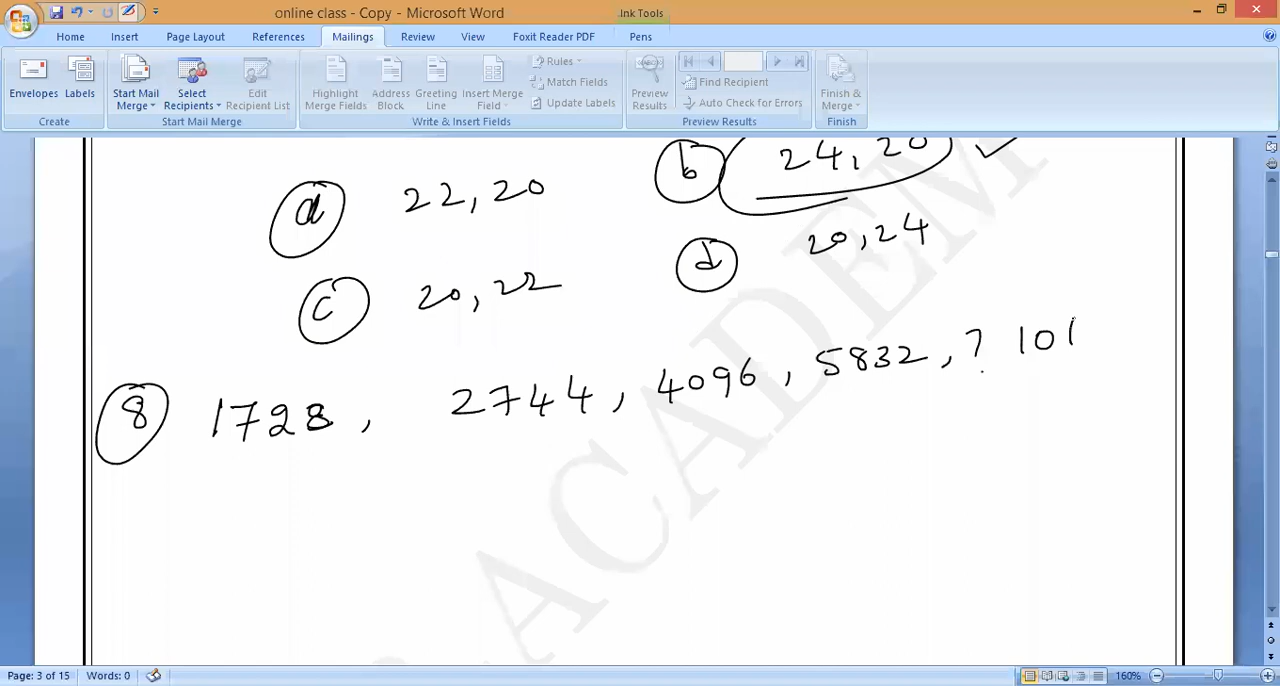 online class - Copy - Microsoft Word
Ink Tools
Home Insert Page Layout References Mailings Review View Foxit Reader PDF Pens
Envelopes Labels Start Mail Merge Select Recipients Edit Recipient List Highlight Merge Fields Address Block Greeting Line Insert Merge Field Rules Match Fields Update Labels Preview Results Find Recipient Auto Check for Errors Finish & Merge
Create Start Mail Merge Write & Insert Fields Preview Results Finish
b 24, 20
a 22, 20
d 20, 24
c 20, 22
8 1728, 2744, 4096, 5832, ? 101
ACADEM
Page: 3 of 15 Words: 0 160%